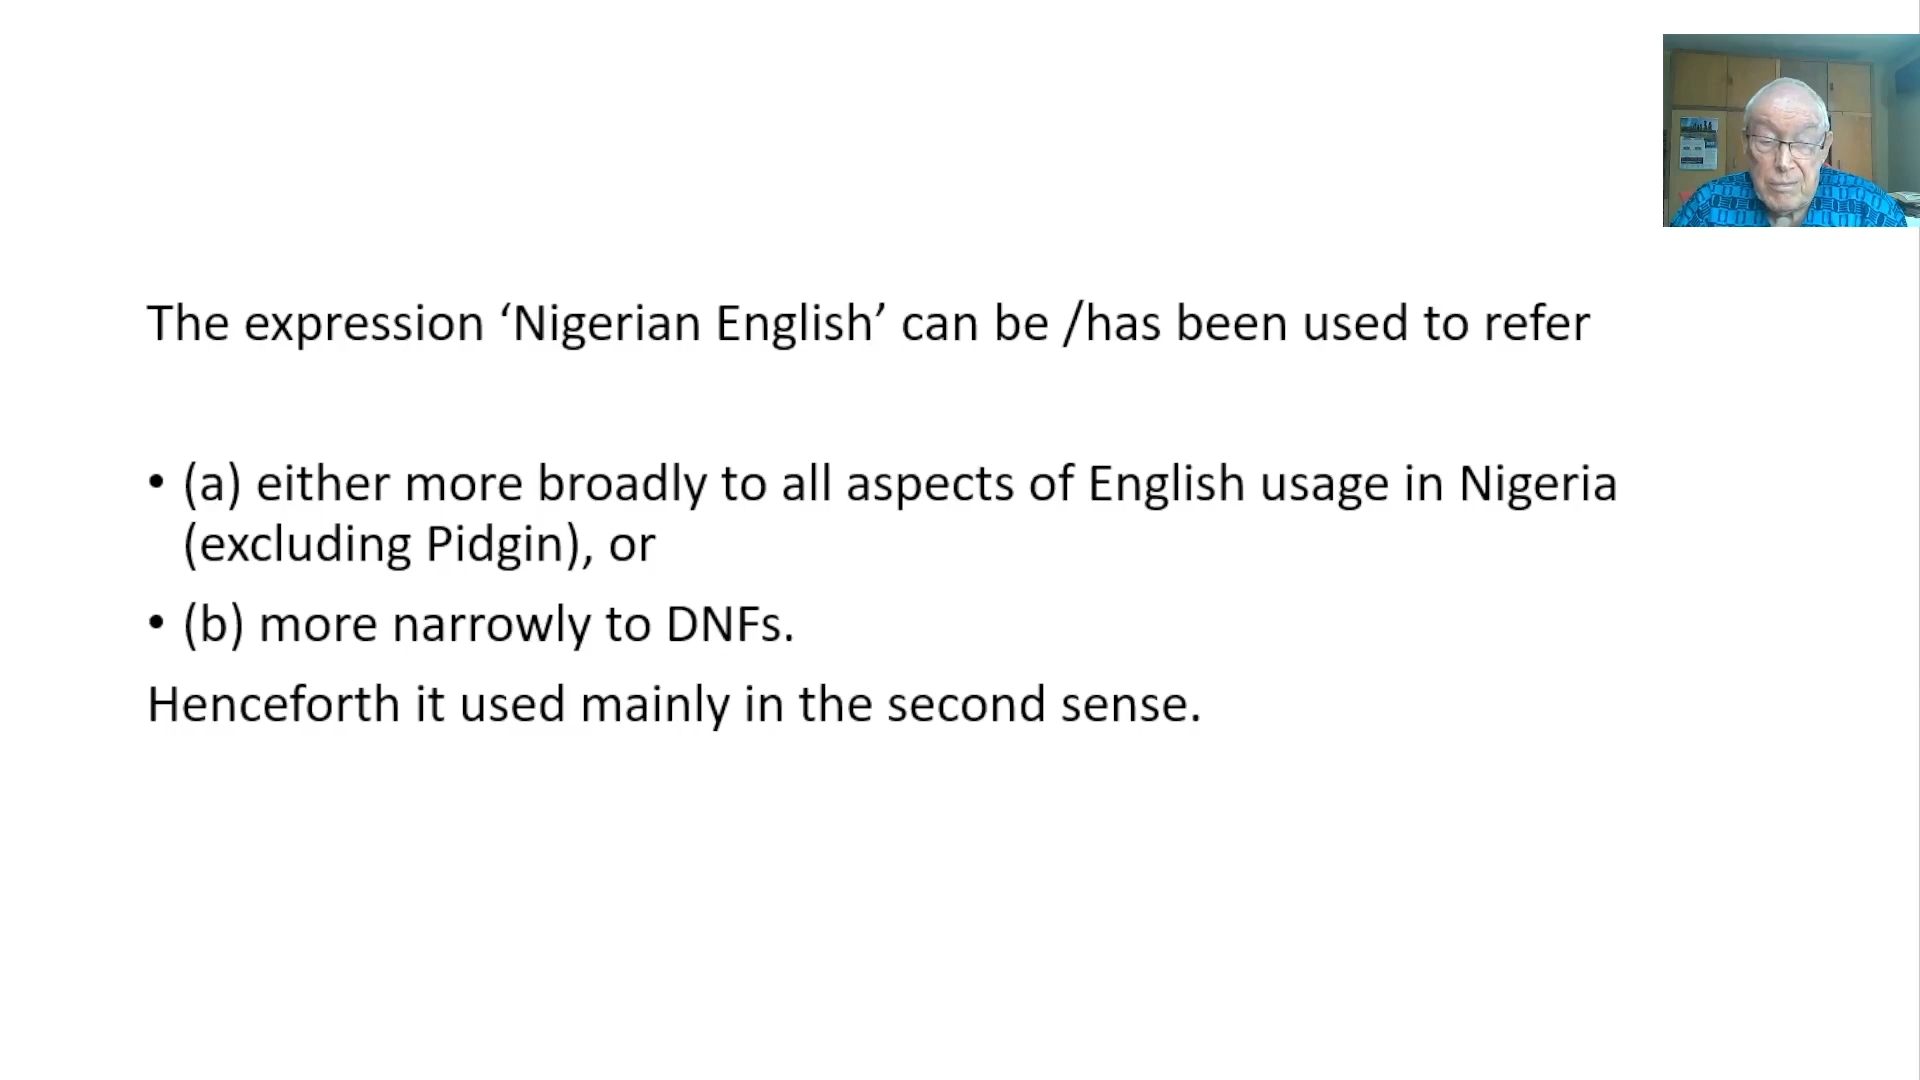 The expression ‘Nigerian English’ can be /has been used to refer
• (a) either more broadly to all aspects of English usage in Nigeria
(excluding Pidgin), or
• (b) more narrowly to DNFs.
Henceforth it used mainly in the second sense.